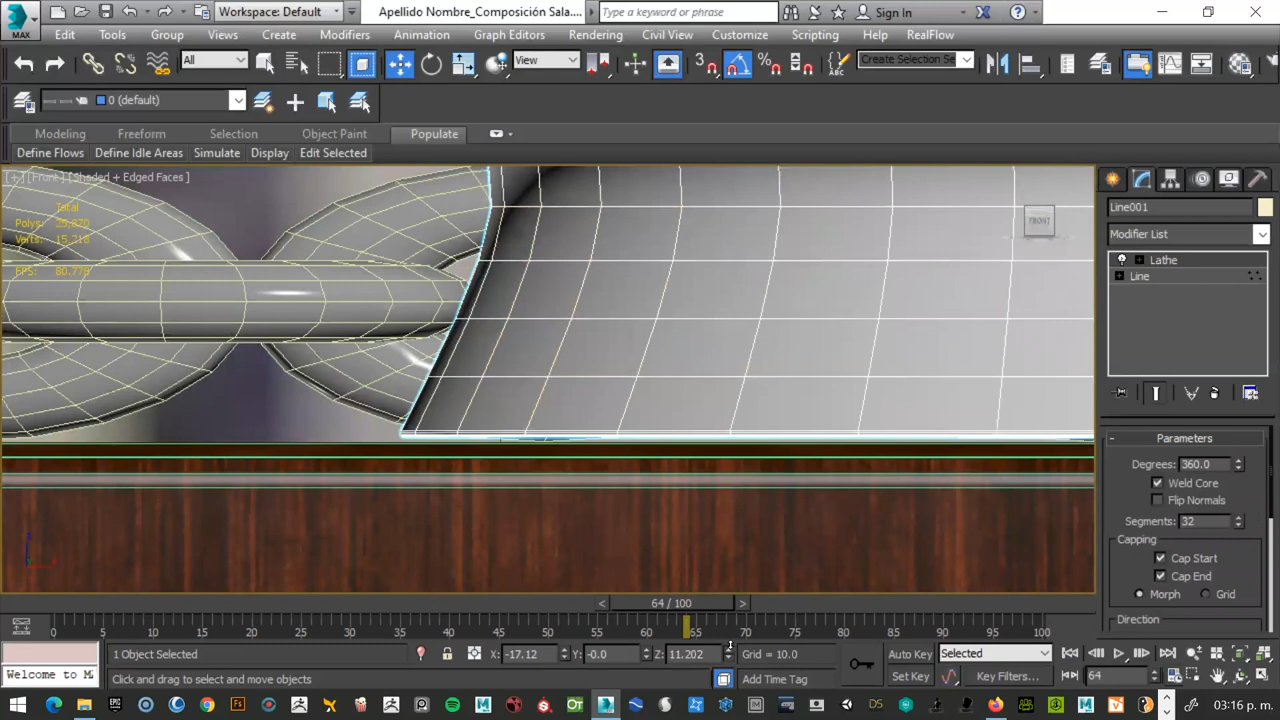 Workspace: Default
Apellido Nombre_Composición Sala....
Type a keyword or phrase
Sign In
MAX
Edit Tools Group Views Create Modifiers Animation Graph Editors Rendering Civil View Customize Scripting Help RealFlow
All
View
3
Create Selection Se
ABC
0 (default)
Modeling Freeform Selection Object Paint Populate
Define Flows Define Idle Areas Simulate Display Edit Selected
[+] [Front] [Shaded + Edged Faces]
Total
Verts: 15,318
FRONT
Line001
Modifier List
Lathe
Line
Parameters
Degrees: 360.0
Weld Core
Flip Normals
Segments: 32
Capping
Cap Start
Cap End
Morph Grid
Direction
64 / 100
0 5 10 15 20 25 30 35 40 45 50 55 60 65 70 75 80 85 90 95 100
1 Object Selected
X: -17.12 Y: -0.0 Z: 11.202
Grid = 10.0
Auto Key Selected
Welcome to M
Click and drag to select and move objects
Add Time Tag
Set Key Key Filters... 64
03:16 p. m.